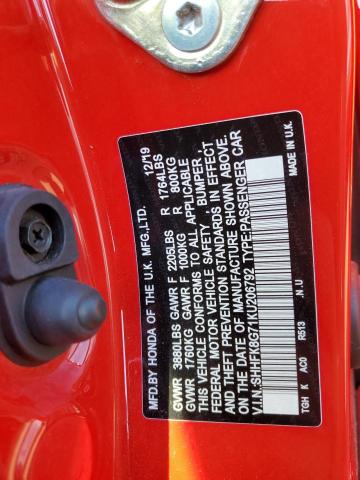 MFD.BY HONDA OF THE U.K. MFG.,LTD. 12/19
GVWR 3880LBS GAWR F 2205LBS R 1764LBS
GVWR 1760KG GAWR F 1000KG R 800KG
THIS VEHICLE CONFORMS TO ALL APPLICABLE
FEDERAL MOTOR VEHICLE SAFETY, BUMPER,
AND THEFT PREVENTION STANDARDS IN EFFECT
ON THE DATE OF MANUFACTURE SHOWN ABOVE.
V.I.N.:SHHFK8G71KU206792 TYPE:PASSENGER CAR
TGH K AC0 R513 .N U MADE IN U.K.